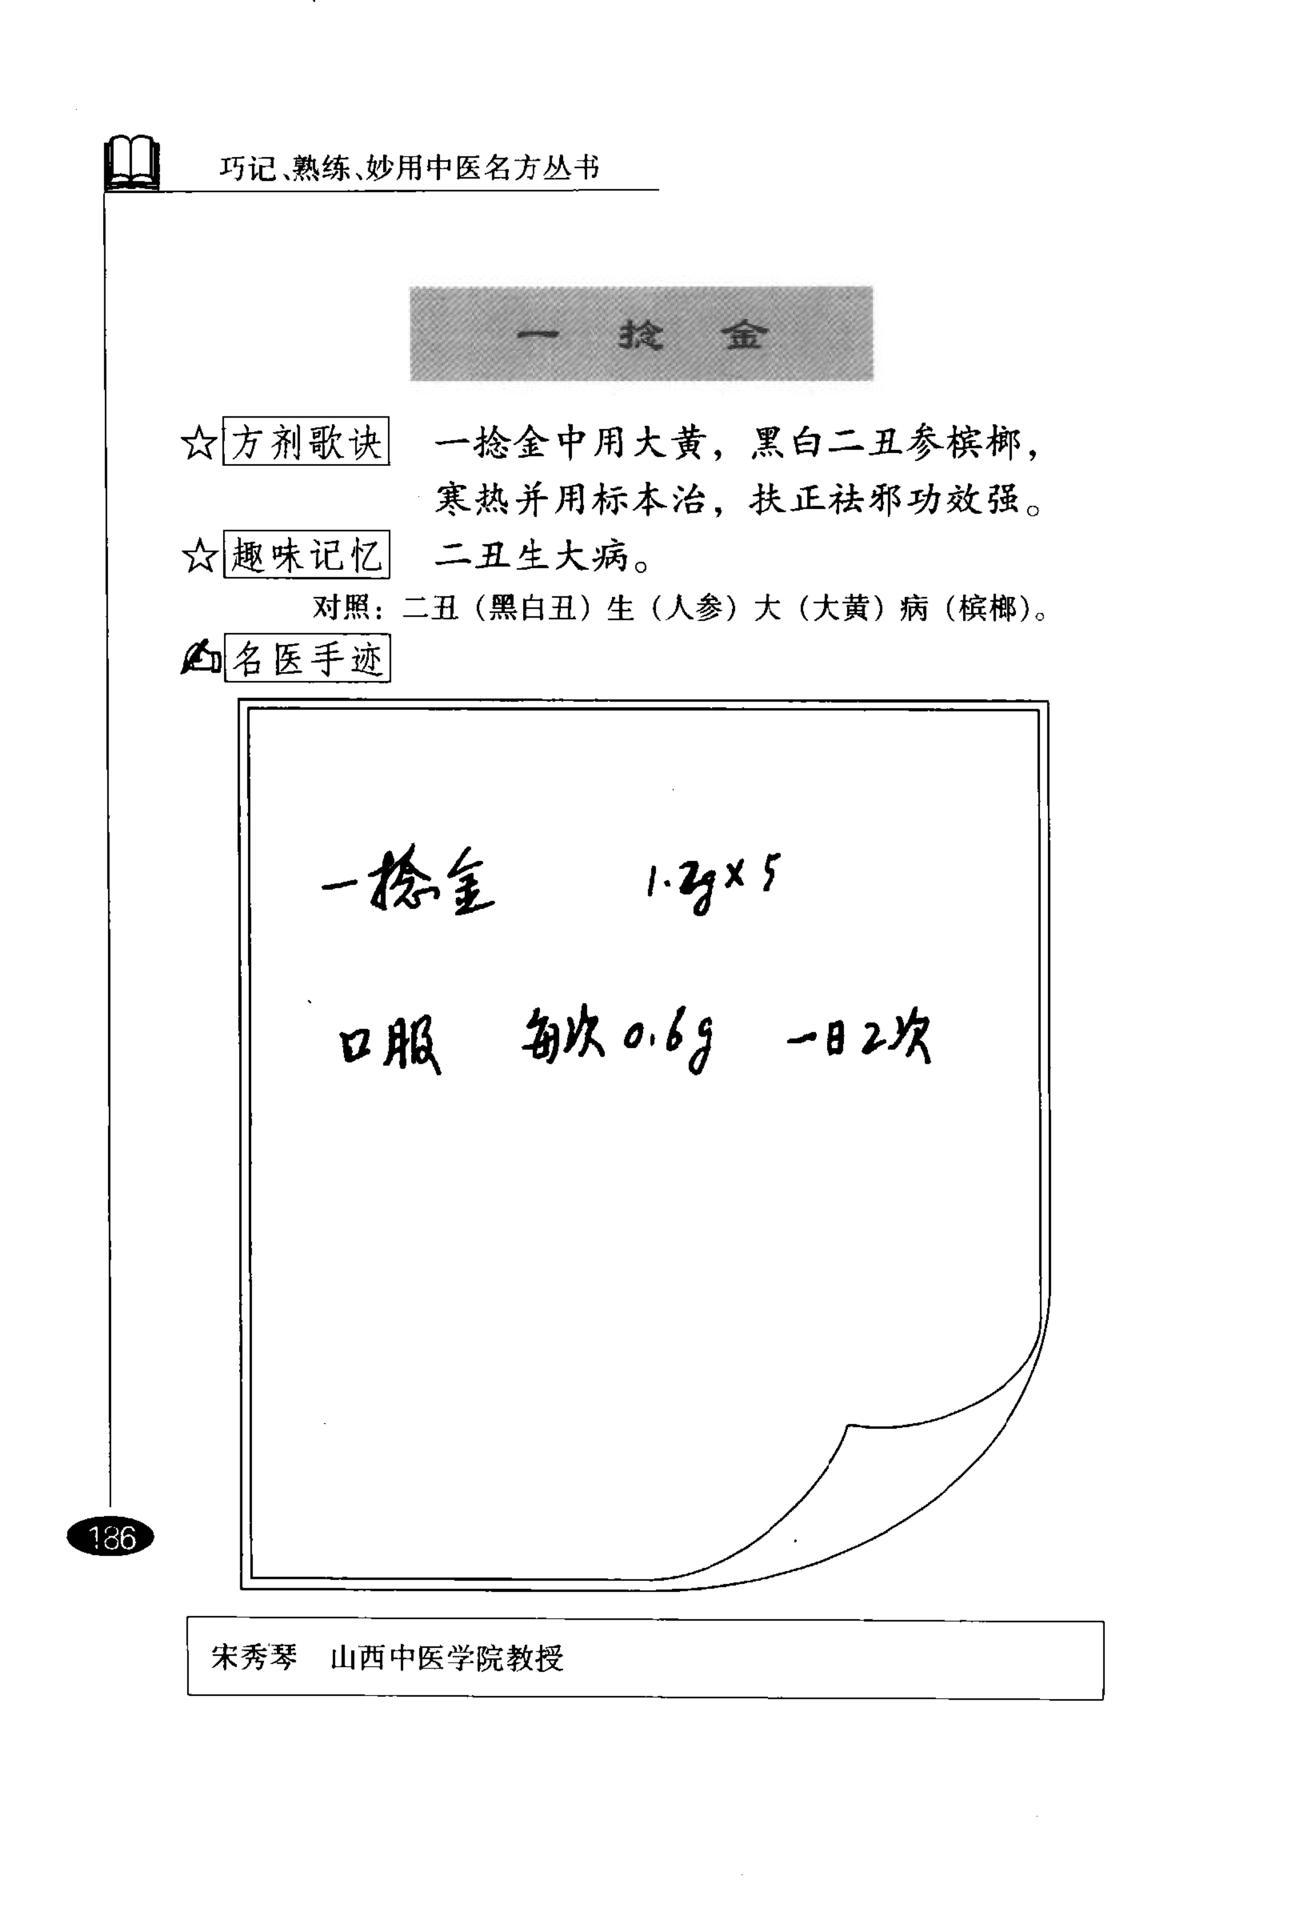 巧记、熟练、妙用中医名方丛书
一捻金
☆方剂歌诀 一捻金中用大黄，黑白二丑参槟榔，
寒热并用标本治，扶正祛邪功效强。
☆趣味记忆 二丑生大病。
对照：二丑（黑白丑）生（人参）大（大黄）病（槟榔）。
名医手迹
一捻金 1.2g×5
口服 每次0.6g 一日2次
186
宋秀琴 山西中医学院教授